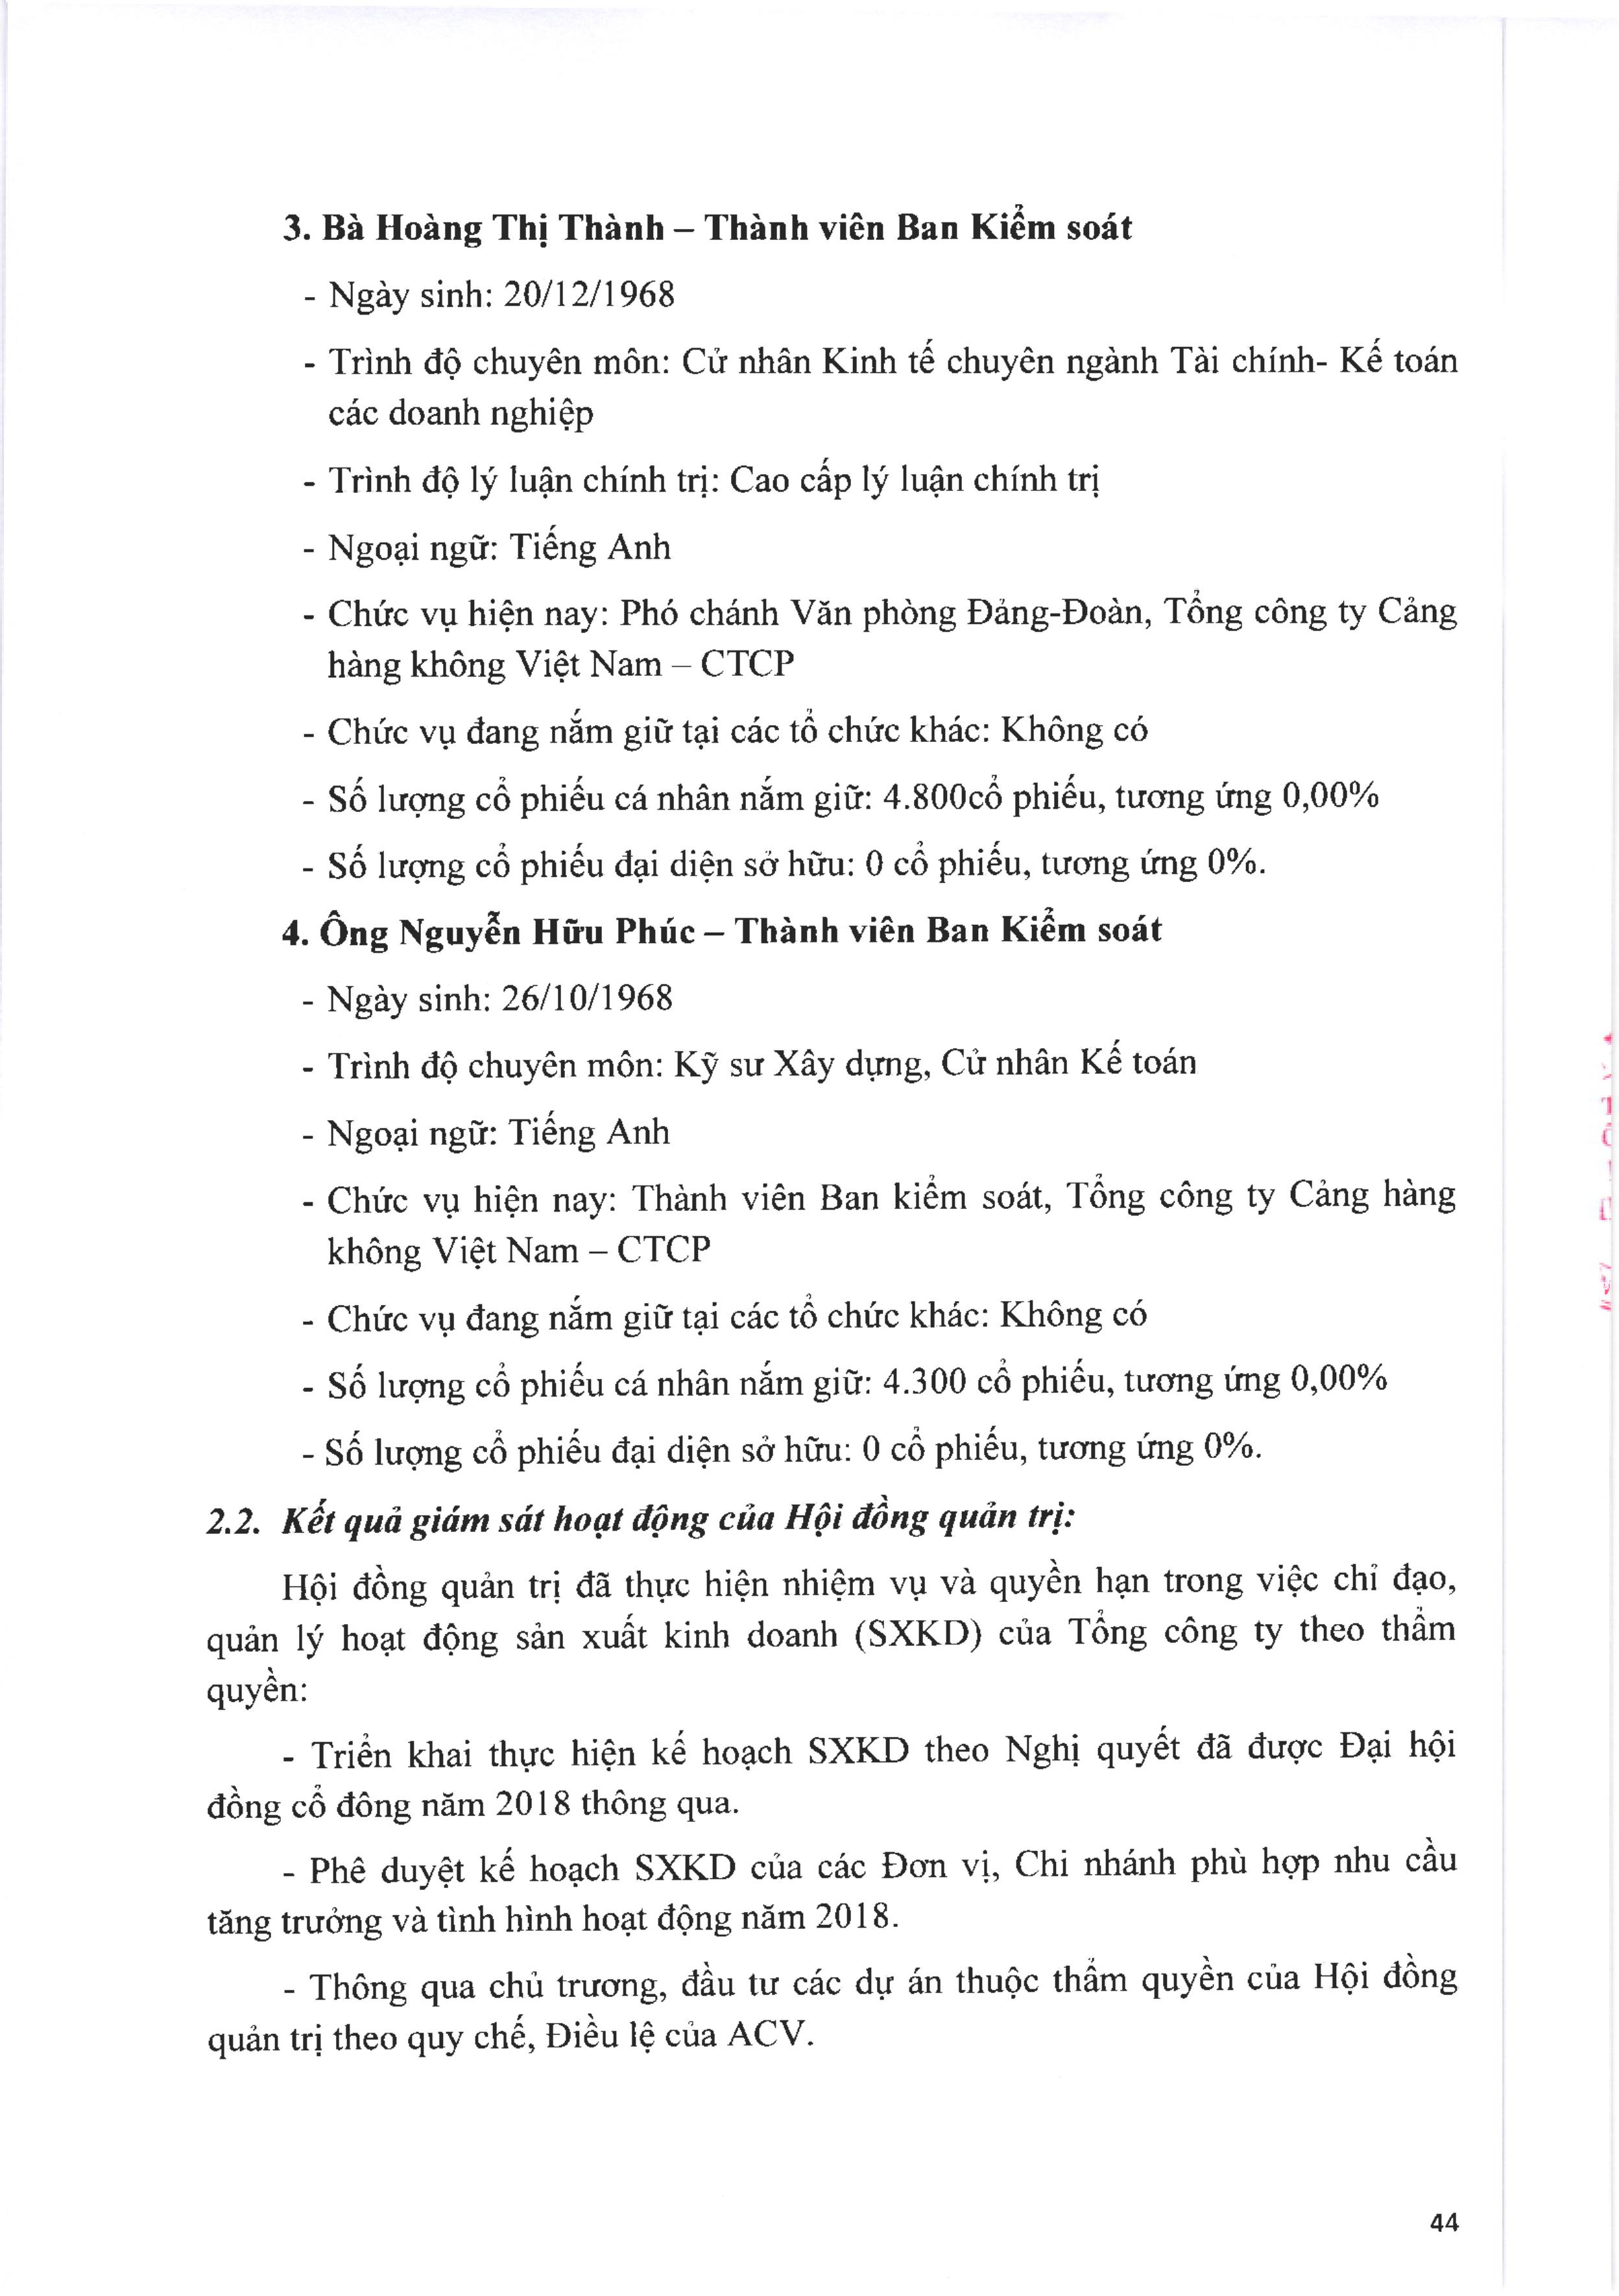 3. Bà Hoàng Thị Thành – Thành viên Ban Kiểm soát
- Ngày sinh: 20/12/1968
- Trình độ chuyên môn: Cử nhân Kinh tế chuyên ngành Tài chính- Kế toán
các doanh nghiệp
- Trình độ lý luận chính trị: Cao cấp lý luận chính trị
- Ngoại ngữ: Tiếng Anh
- Chức vụ hiện nay: Phó chánh Văn phòng Đảng-Đoàn, Tổng công ty Cảng
hàng không Việt Nam – CTCP
- Chức vụ đang nắm giữ tại các tổ chức khác: Không có
- Số lượng cổ phiếu cá nhân nắm giữ: 4.800cổ phiếu, tương ứng 0,00%
- Số lượng cổ phiếu đại diện sở hữu: 0 cổ phiếu, tương ứng 0%.
4. Ông Nguyễn Hữu Phúc – Thành viên Ban Kiểm soát
- Ngày sinh: 26/10/1968
- Trình độ chuyên môn: Kỹ sư Xây dựng, Cử nhân Kế toán
- Ngoại ngữ: Tiếng Anh
- Chức vụ hiện nay: Thành viên Ban kiểm soát, Tổng công ty Cảng hàng
không Việt Nam – CTCP
- Chức vụ đang nắm giữ tại các tổ chức khác: Không có
- Số lượng cổ phiếu cá nhân nắm giữ: 4.300 cổ phiếu, tương ứng 0,00%
- Số lượng cổ phiếu đại diện sở hữu: 0 cổ phiếu, tương ứng 0%.
2.2. Kết quả giám sát hoạt động của Hội đồng quản trị:
Hội đồng quản trị đã thực hiện nhiệm vụ và quyền hạn trong việc chỉ đạo,
quản lý hoạt động sản xuất kinh doanh (SXKD) của Tổng công ty theo thẩm
quyền:
- Triển khai thực hiện kế hoạch SXKD theo Nghị quyết đã được Đại hội
đồng cổ đông năm 2018 thông qua.
- Phê duyệt kế hoạch SXKD của các Đơn vị, Chi nhánh phù hợp nhu cầu
tăng trưởng và tình hình hoạt động năm 2018.
- Thông qua chủ trương, đầu tư các dự án thuộc thẩm quyền của Hội đồng
quản trị theo quy chế, Điều lệ của ACV.
44